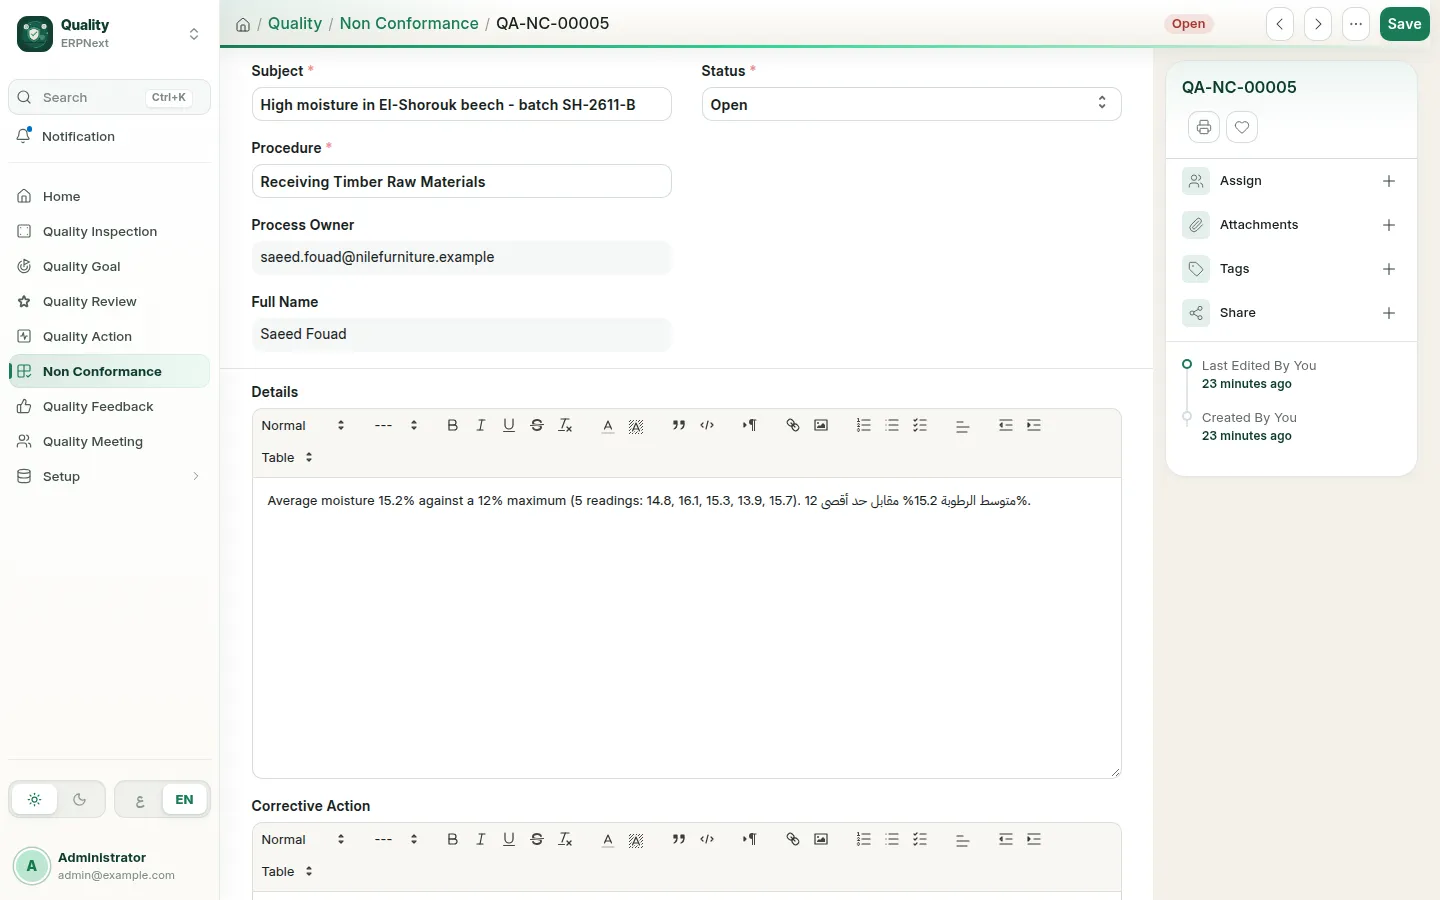 Quality
ERPNext
Search Ctrl+K
Notification
Home
Quality Inspection
Quality Goal
Quality Review
Quality Action
Non Conformance
Quality Feedback
Quality Meeting
Setup
ع EN
A
Administrator
admin@example.com
/ Quality / Non Conformance / QA-NC-00005
Open
Save
Subject *
High moisture in El-Shorouk beech - batch SH-2611-B
Status *
Open
Procedure *
Receiving Timber Raw Materials
Process Owner
saeed.fouad@nilefurniture.example
Full Name
Saeed Fouad
Details
Normal ---
Table
Average moisture 15.2% against a 12% maximum (5 readings: 14.8, 16.1, 15.3, 13.9, 15.7). متوسط الرطوبة 15.2% مقابل حد أقصى 12%.
Corrective Action
Normal ---
Table
QA-NC-00005
Assign
Attachments
Tags
Share
Last Edited By You
23 minutes ago
Created By You
23 minutes ago